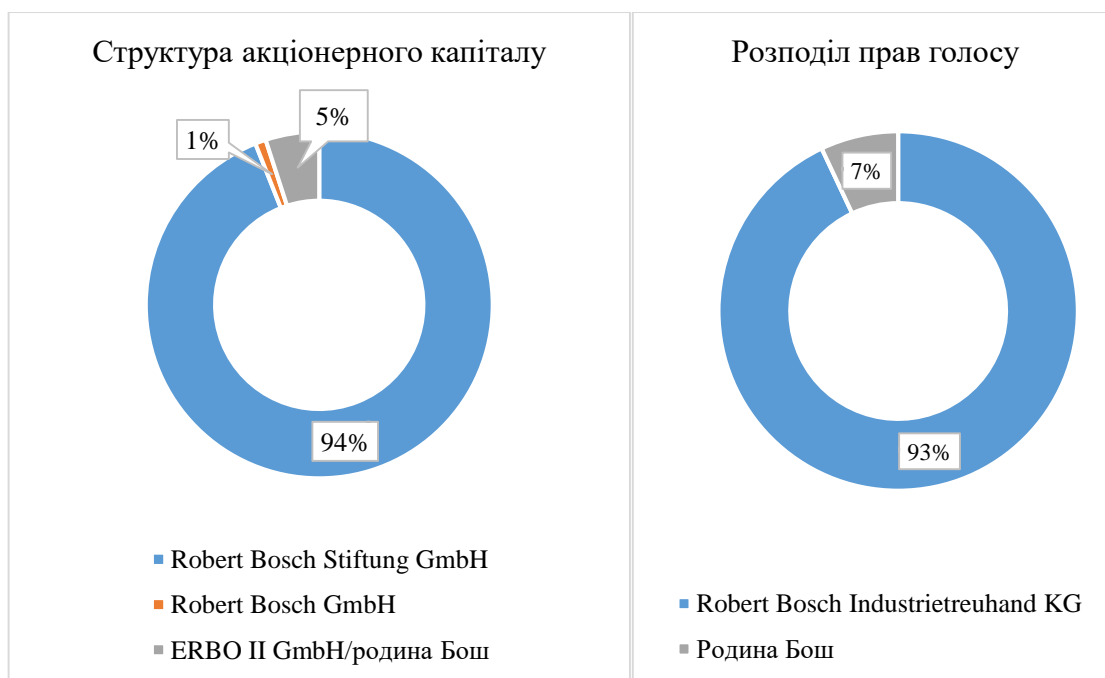 Структура акціонерного капіталу
1%
5%
94%
Robert Bosch Stiftung GmbH
Robert Bosch GmbH
ERBO II GmbH/родина Бош
Розподіл прав голосу
7%
93%
Robert Bosch Industrietreuhand KG
Родина Бош